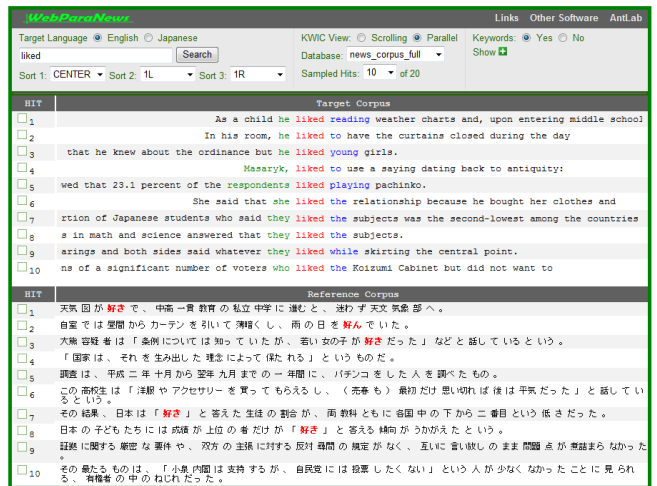 WebParaNews
Links Other Software AntLab
Target Language English Japanese
KWIC View: Scrolling Parallel
Keywords: Yes No
liked Search
Database: news_corpus_full
Show
Sort 1: CENTER Sort 2: 1L Sort 3: 1R
Sampled Hits: 10 of 20
HIT Target Corpus
1 As a child he liked reading weather charts and, upon entering middle school
2 In his room, he liked to have the curtains closed during the day
3 that he knew about the ordinance but he liked young girls.
4 Masaryk, liked to use a saying dating back to antiquity:
5 wed that 23.1 percent of the respondents liked playing pachinko.
6 She said that she liked the relationship because he bought her clothes and
7 rtion of Japanese students who said they liked the subjects was the second-lowest among the countries
8 s in math and science answered that they liked the subjects.
9 arings and both sides said whatever they liked while skirting the central point.
10 ns of a significant number of voters who liked the Koizumi Cabinet but did not want to
HIT Reference Corpus
1 天気 図 が 好き で 、 中高 一貫 教育 の 私立 中学 に 進む と 、 迷わ ず 天文 気象 部 へ 。
2 自室 で は 昼間 から カーテン を 引い て 薄暗く し 、 雨 の 日 を 好ん で い た 。
3 大熊 容疑 者 は 「 条例 に つい て は 知っ て い た が 、 若い 女の子 が 好き だっ た 」 など と 話し て いる と いう 。
4 「 国家 は 、 それ を 生み出し た 理念 に よって 保た れる 」 と いう もの だ 。
5 調査 は 、 平成 二 年 十月 から 翌年 九月 まで の 一 年間 に 、 パチンコ を し た 人 を 調べ た もの 。
6 この 高校生 は 「 洋服 や アクセサリー を 買っ て もらえる し 、 （ 売春 も ） 最初 だけ 思い切れ ば 後 は 平気 だっ た 」 と 話し て い
る と いう 。
7 その 結果 、 日本 は 「 好き 」 と 答え た 生徒 の 割合 が 、 両 教科 とも に 各国 中 の 下 から 二 番目 という 低 さ だっ た 。
8 日本 の 子ども たち に は 成績 が 上位 の 者 だけ が 「 好き 」 と 答える 傾向 が うかがえ た と いう 。
9 証拠 に関する 厳密 な 要件 や 、 双方 の 主張 に対する 反対 尋問 の 規定 が なく 、 互いに 言い放し の まま 問題 点 が 煮詰まら なかっ た
。
10 その 最たる もの は 、 「 小泉 内閣 は 支持 する が 、 自民党 に は 投票 し たく ない 」 という 人 が 少なく なかっ た こと に 見 られ
る 、 有権者 の 中 の ねじれ だっ た 。